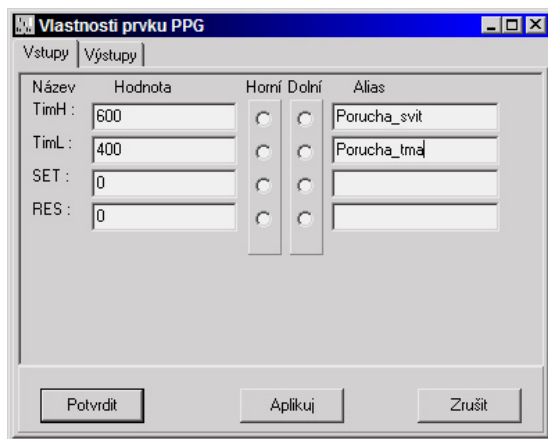 Vlastnosti prvku PPG
Vstupy Výstupy
Název Hodnota Horní Dolní Alias
TimH : 600 Porucha_svit
TimL : 400 Porucha_tma
SET : 0
RES : 0
Potvrdit Aplikuj Zrušit